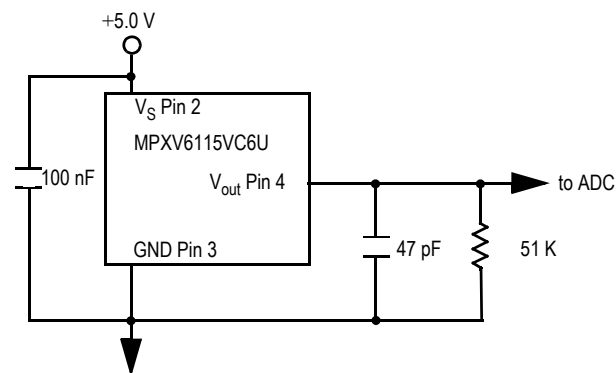 +5.0 V
VS Pin 2
MPXV6115VC6U
100 nF
Vout Pin 4
to ADC
GND Pin 3
47 pF
51 K